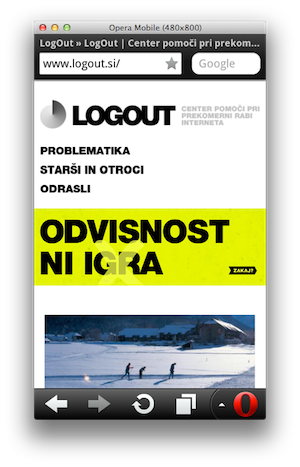 Opera Mobile (480x800)
LogOut » LogOut | Center pomoči pri prekom...
www.logout.si/
Google
LOGOUT
CENTER POMOČI PRI
PREKOMERNI RABI
INTERNETA
PROBLEMATIKA
STARŠI IN OTROCI
ODRASLI
ODVISNOST
NI IGRA
ZAKAJ?